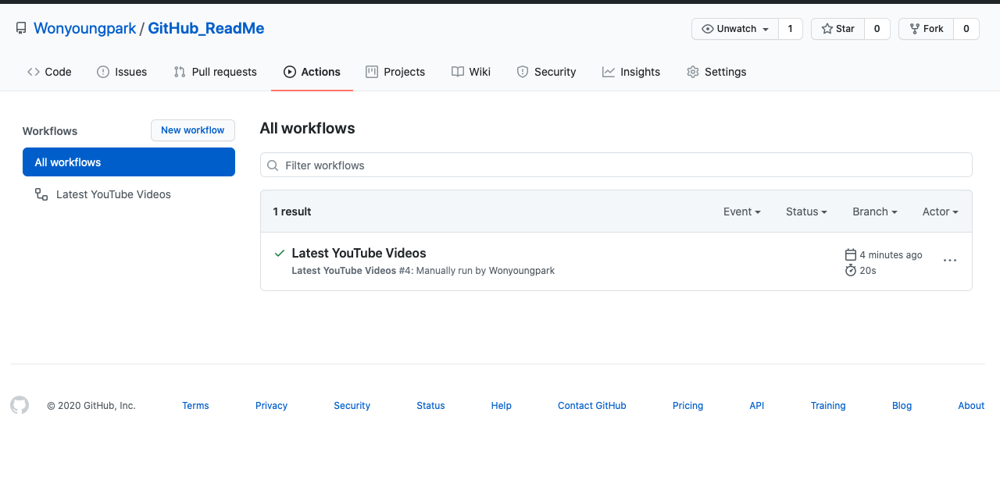 Wonyoungpark / GitHub_ReadMe
Unwatch 1 Star 0 Fork 0
Code Issues Pull requests Actions Projects Wiki Security Insights Settings
Workflows New workflow
All workflows
Latest YouTube Videos
All workflows
Filter workflows
1 result Event Status Branch Actor
Latest YouTube Videos
Latest YouTube Videos #4: Manually run by Wonyoungpark
4 minutes ago
20s
© 2020 GitHub, Inc. Terms Privacy Security Status Help Contact GitHub Pricing API Training Blog About